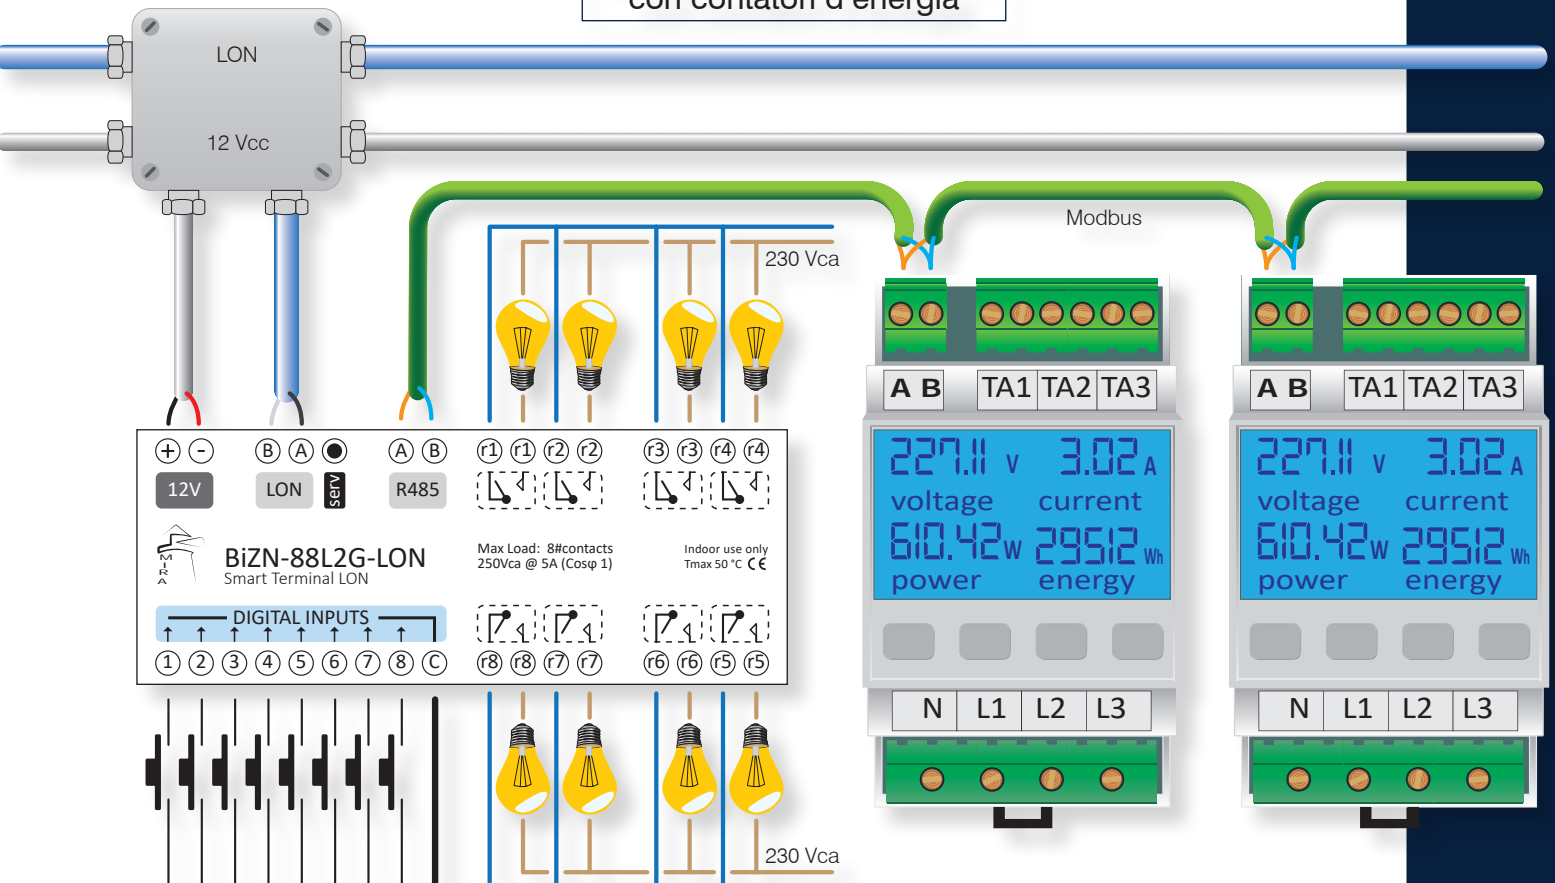 con contatori d'energia
LON
12 Vcc
Modbus
230 Vca
+ - B A A B r1 r1 r2 r2 r3 r3 r4 r4
12V LON serv R485
MIRA
BiZN-88L2G-LON
Smart Terminal LON
Max Load: 8#contacts
250Vca @ 5A (Cosφ 1)
Indoor use only
Tmax 50 °C CE
DIGITAL INPUTS
1 2 3 4 5 6 7 8 C r8 r8 r7 r7 r6 r6 r5 r5
230 Vca
A B TA1 TA2 TA3
227.11 V 3.02 A
voltage current
610.42 W 29512 Wh
power energy
N L1 L2 L3
A B TA1 TA2 TA3
227.11 V 3.02 A
voltage current
610.42 W 29512 Wh
power energy
N L1 L2 L3